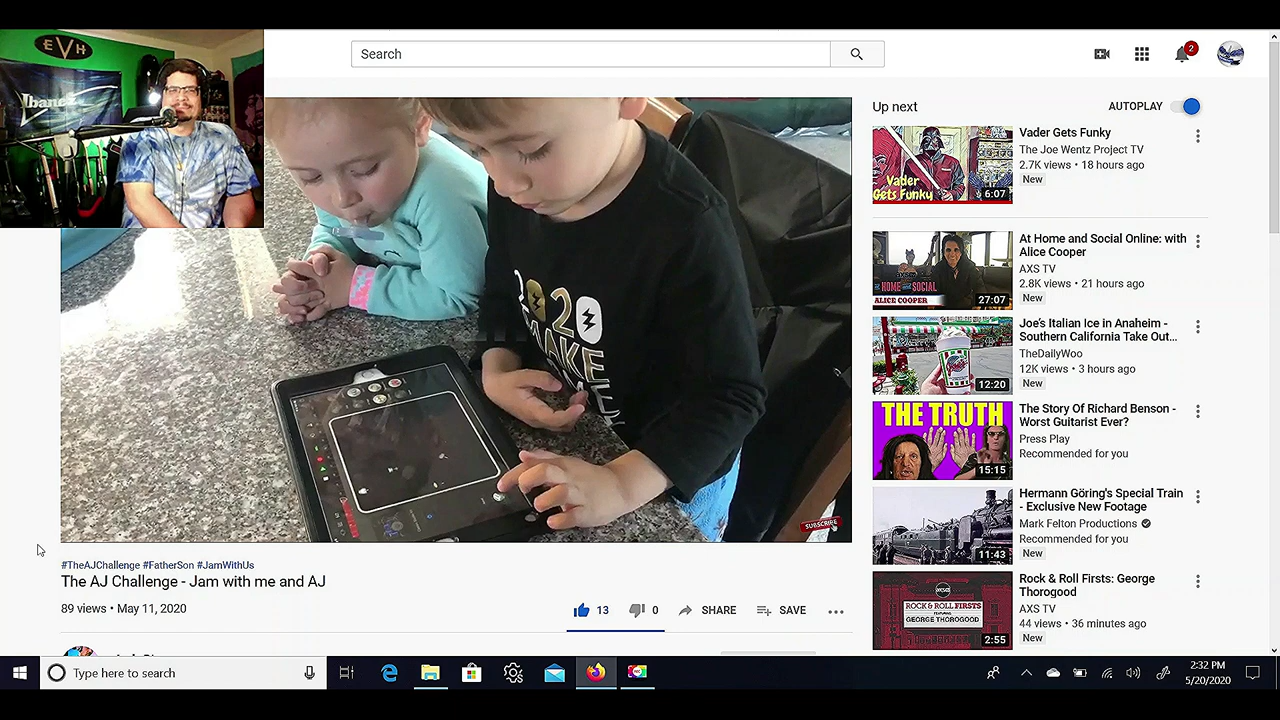 EVH
Ibanez
Search
2
Up next
AUTOPLAY
Vader Gets Funky
The Joe Wentz Project TV
2.7K views • 18 hours ago
New
Vader
Gets Funky
6:07
At Home and Social Online: with
Alice Cooper
AXS TV
2.8K views • 21 hours ago
New
HOME AND SOCIAL
ALICE COOPER
27:07
Joe's Italian Ice in Anaheim -
Southern California Take Out...
TheDailyWoo
12K views • 3 hours ago
New
12:20
THE TRUTH
The Story Of Richard Benson -
Worst Guitarist Ever?
Press Play
Recommended for you
15:15
Hermann Göring's Special Train
- Exclusive New Footage
Mark Felton Productions
Recommended for you
New
11:43
Rock & Roll Firsts: George
Thorogood
AXS TV
44 views • 36 minutes ago
New
ROCK & ROLL FIRSTS
GEORGE THOROGOOD
2:55
2020
MAKE
SUBSCRIBE
#TheAJChallenge #FatherSon #JamWithUs
The AJ Challenge - Jam with me and AJ
89 views • May 11, 2020
13
0
SHARE
SAVE
Type here to search
2:32 PM
5/20/2020